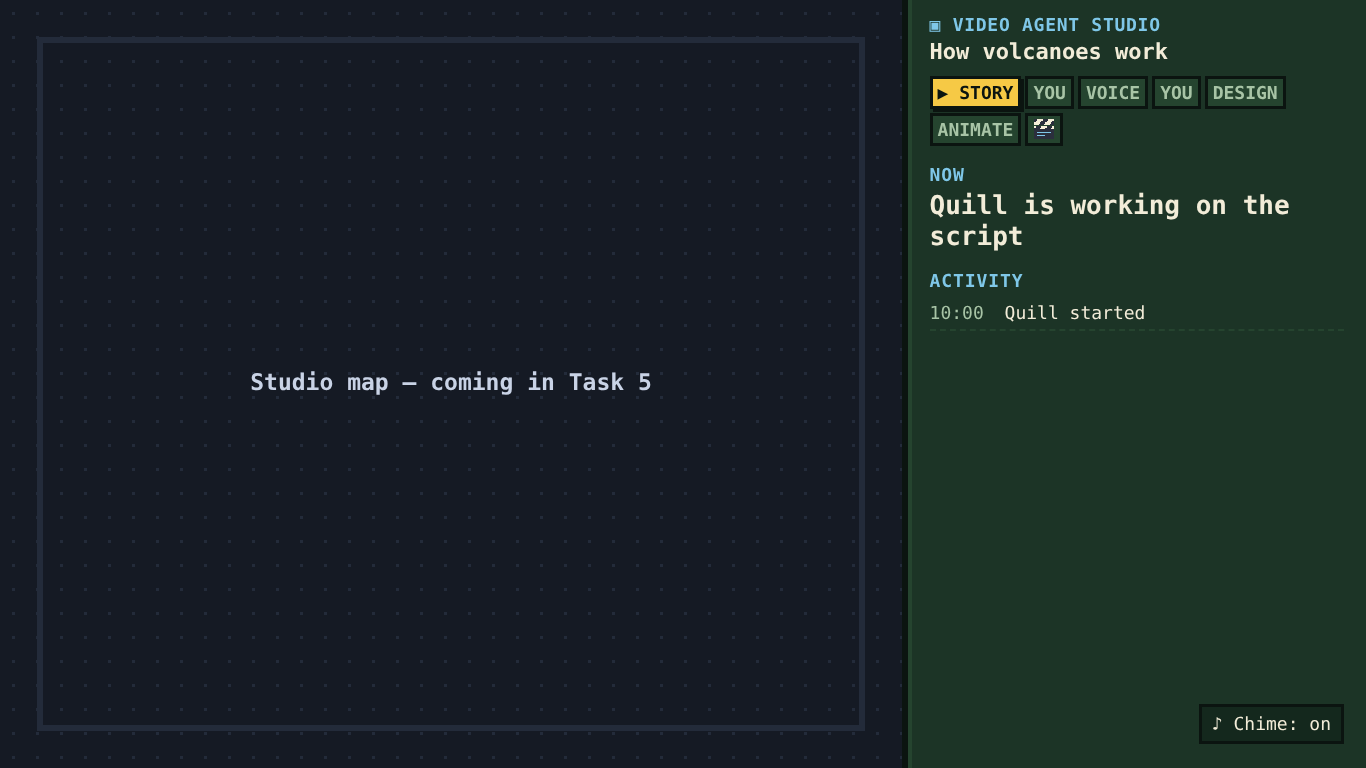 Studio map — coming in Task 5
▣ VIDEO AGENT STUDIO
How volcanoes work
▶ STORY YOU VOICE YOU DESIGN
ANIMATE
NOW
Quill is working on the
script
ACTIVITY
10:00 Quill started
♪ Chime: on